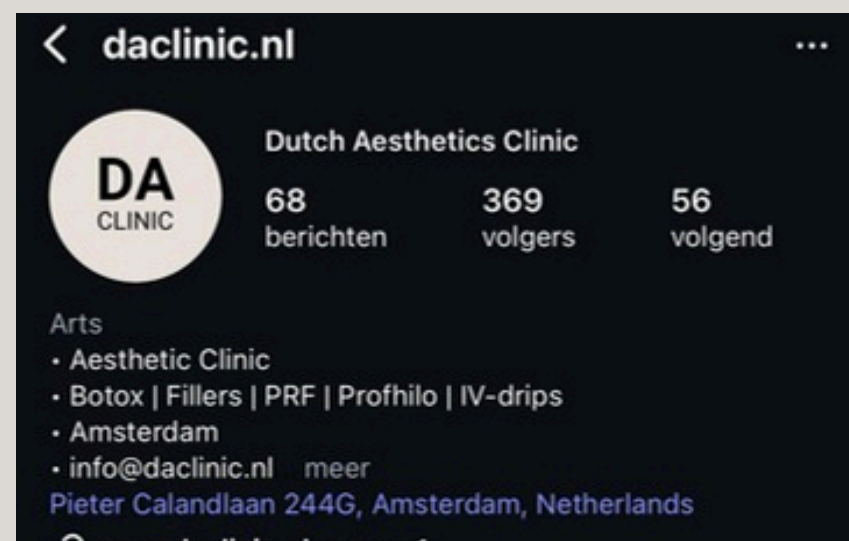 daclinic.nl
DA
CLINIC
Dutch Aesthetics Clinic
68 369 56
berichten volgers volgend
Arts
• Aesthetic Clinic
• Botox | Fillers | PRF | Profhilo | IV-drips
• Amsterdam
• info@daclinic.nl meer
Pieter Calandlaan 244G, Amsterdam, Netherlands